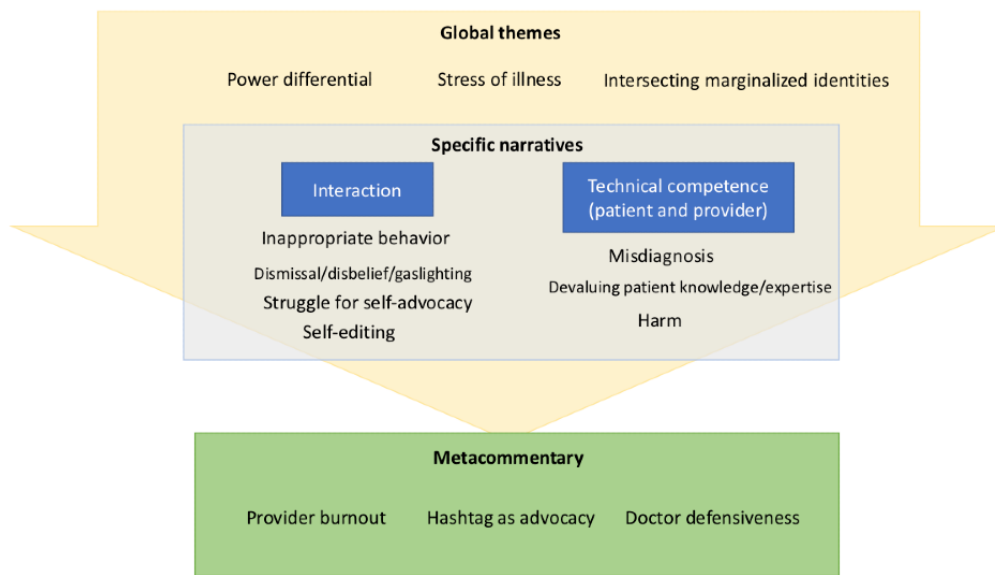 Global themes
Power differential Stress of illness Intersecting marginalized identities
Specific narratives
Interaction
Inappropriate behavior
Dismissal/disbelief/gaslighting
Struggle for self-advocacy
Self-editing
Technical competence
(patient and provider)
Misdiagnosis
Devaluing patient knowledge/expertise
Harm
Metacommentary
Provider burnout Hashtag as advocacy Doctor defensiveness